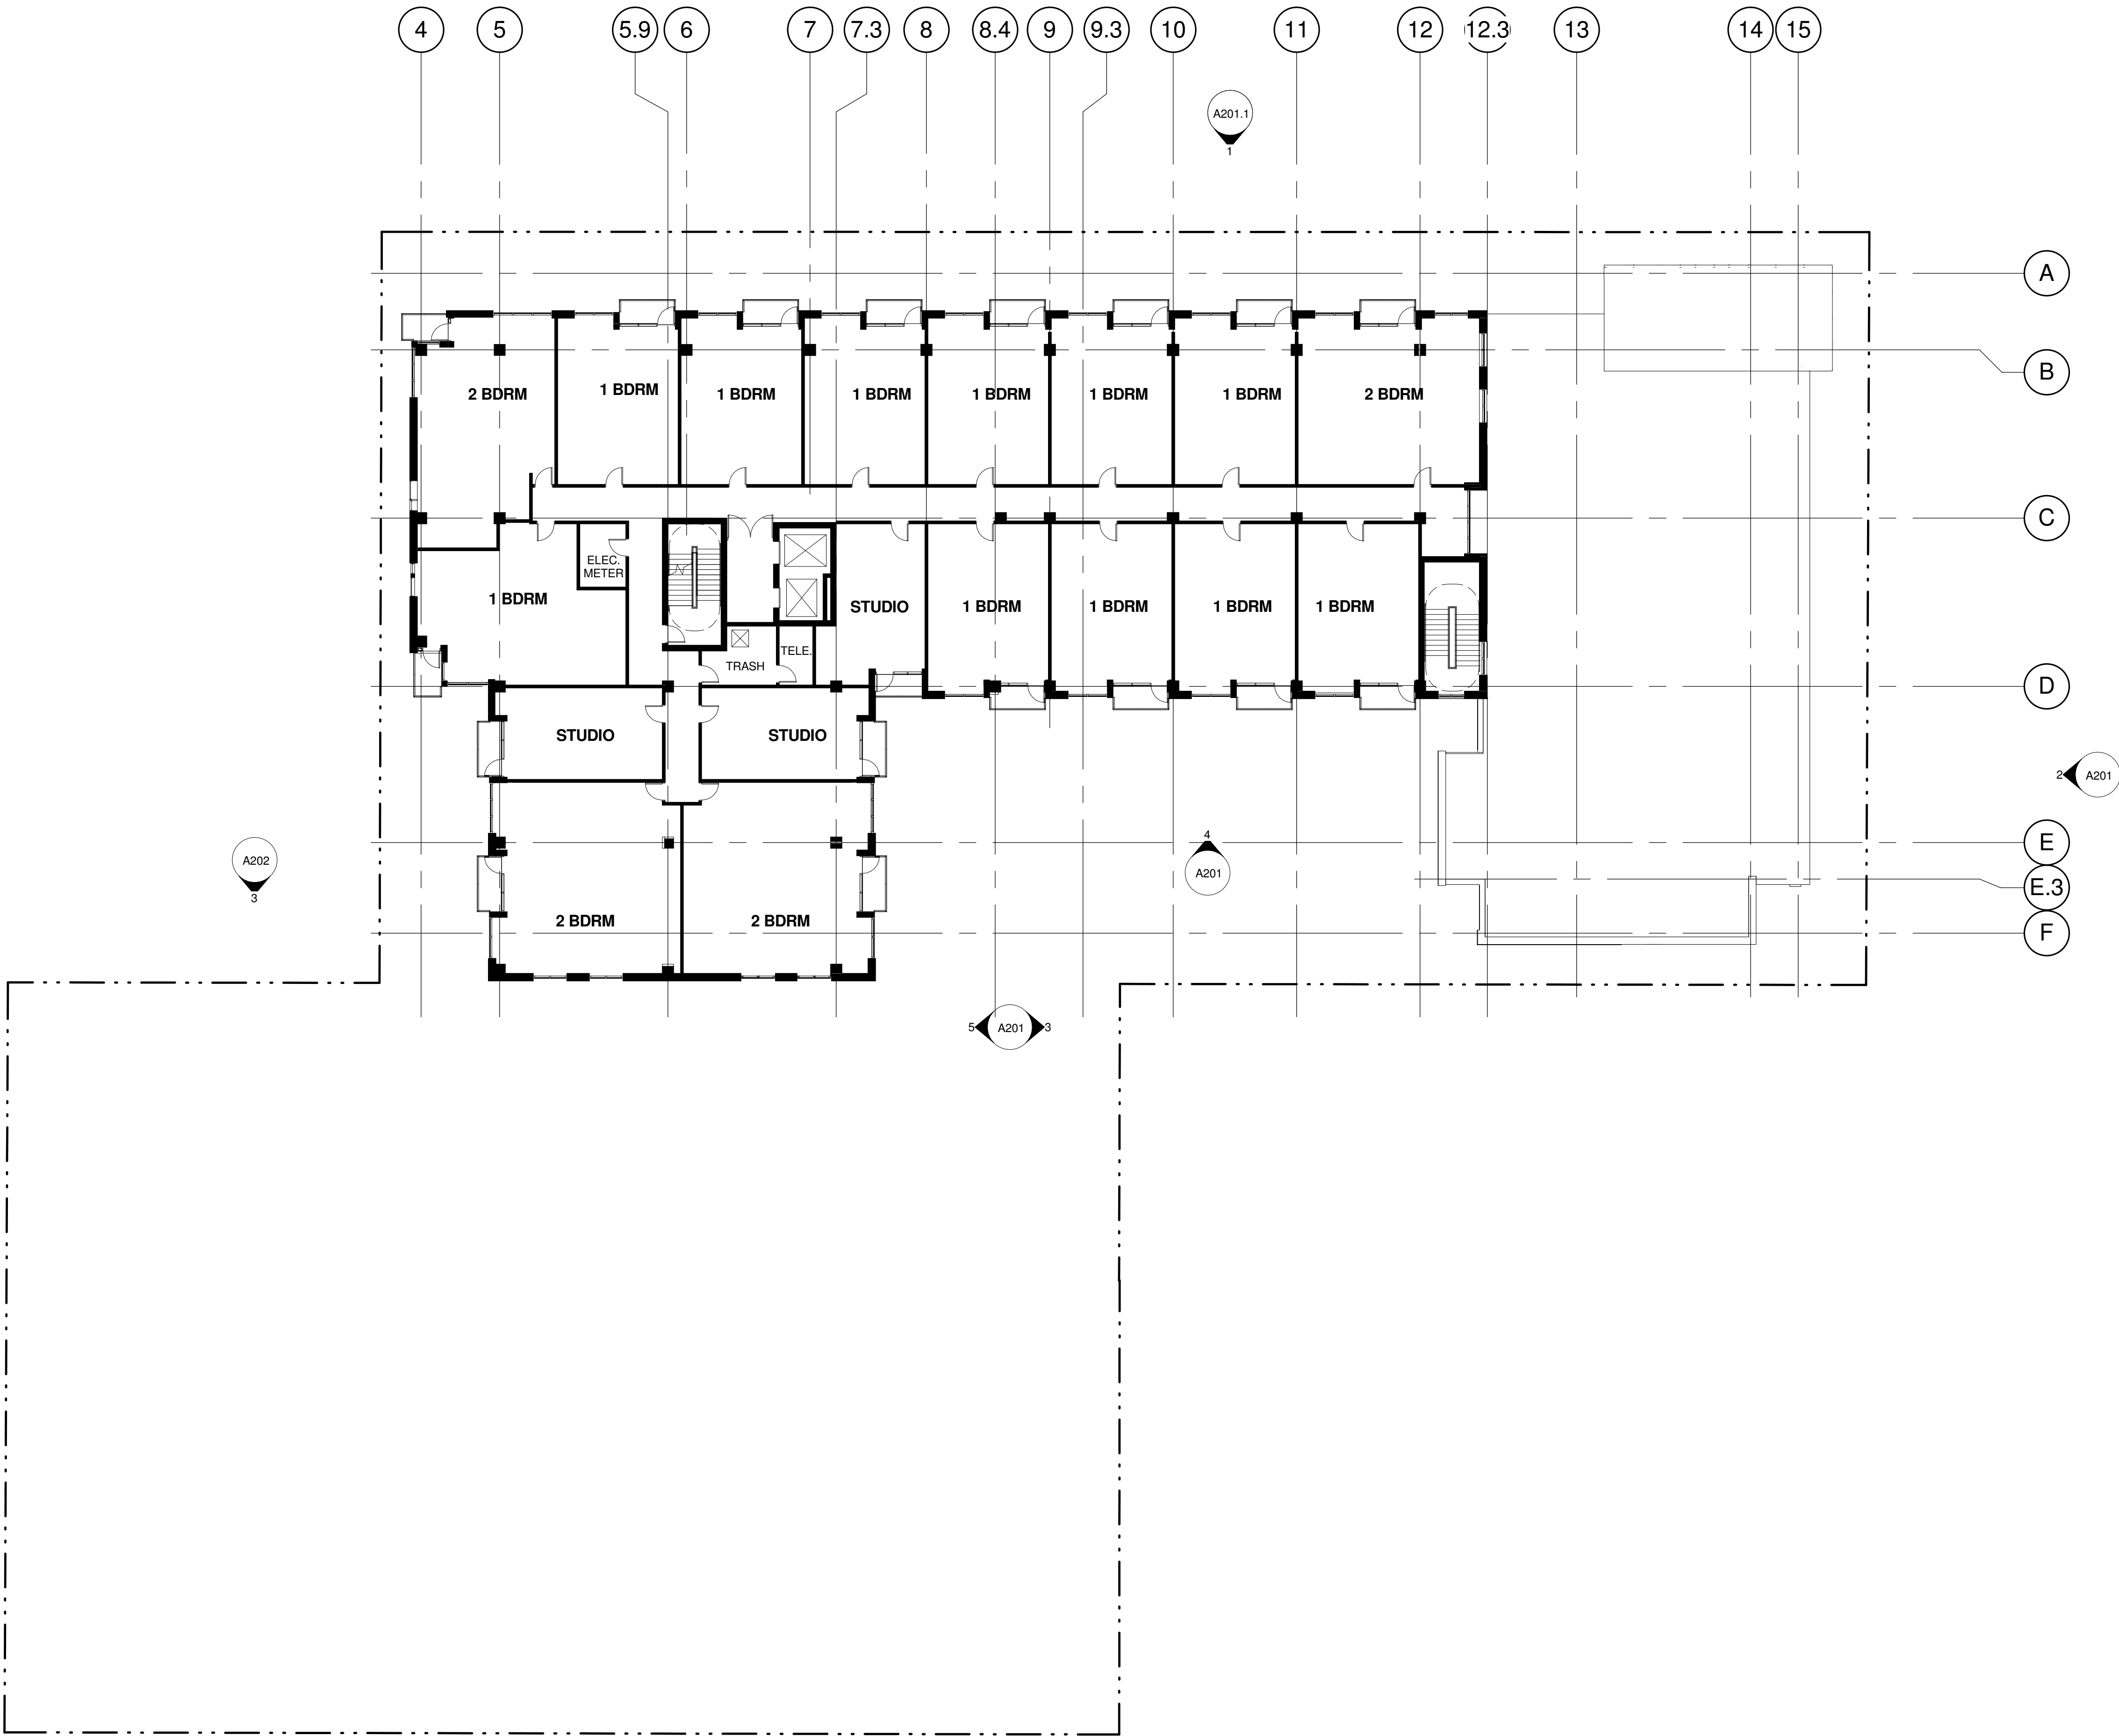 4
5
5.9
6
7
7.3
8
8.4
9
9.3
10
11
12
12.3
13
14
15
A201.1
1
A
B
2 BDRM
1 BDRM
1 BDRM
1 BDRM
1 BDRM
1 BDRM
1 BDRM
2 BDRM
C
ELEC.
METER
1 BDRM
STUDIO
1 BDRM
1 BDRM
1 BDRM
1 BDRM
TRASH
TELE.
D
STUDIO
STUDIO
2
A201
4
A201
E
A202
3
E.3
2 BDRM
2 BDRM
F
5
A201
3